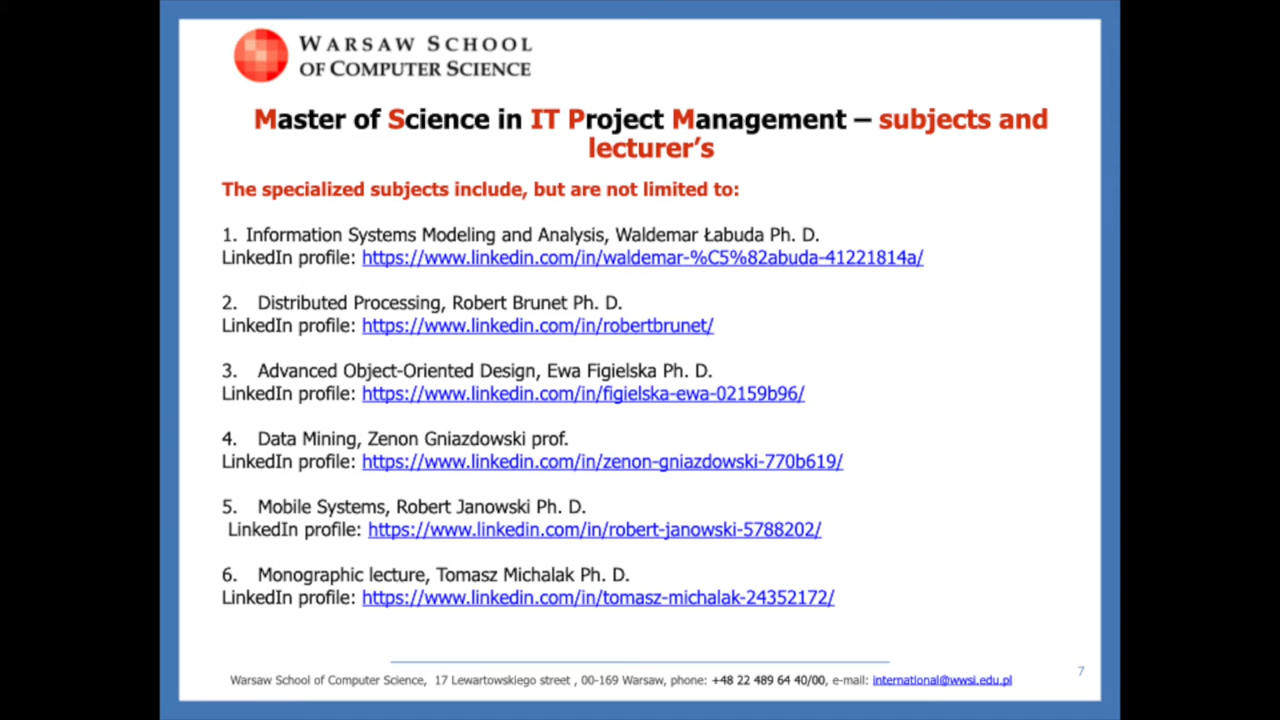 WARSAW SCHOOL
OF COMPUTER SCIENCE
Master of Science in IT Project Management – subjects and
lecturer's
The specialized subjects include, but are not limited to:
1. Information Systems Modeling and Analysis, Waldemar Łabuda Ph. D.
LinkedIn profile: https://www.linkedin.com/in/waldemar-%C5%82abuda-41221814a/
2. Distributed Processing, Robert Brunet Ph. D.
LinkedIn profile: https://www.linkedin.com/in/robertbrunet/
3. Advanced Object-Oriented Design, Ewa Figielska Ph. D.
LinkedIn profile: https://www.linkedin.com/in/figielska-ewa-02159b96/
4. Data Mining, Zenon Gniazdowski prof.
LinkedIn profile: https://www.linkedin.com/in/zenon-gniazdowski-770b619/
5. Mobile Systems, Robert Janowski Ph. D.
LinkedIn profile: https://www.linkedin.com/in/robert-janowski-5788202/
6. Monographic lecture, Tomasz Michalak Ph. D.
LinkedIn profile: https://www.linkedin.com/in/tomasz-michalak-24352172/
7
Warsaw School of Computer Science, 17 Lewartowskiego street , 00-169 Warsaw, phone: +48 22 489 64 40/00, e-mail: international@wwsi.edu.pl